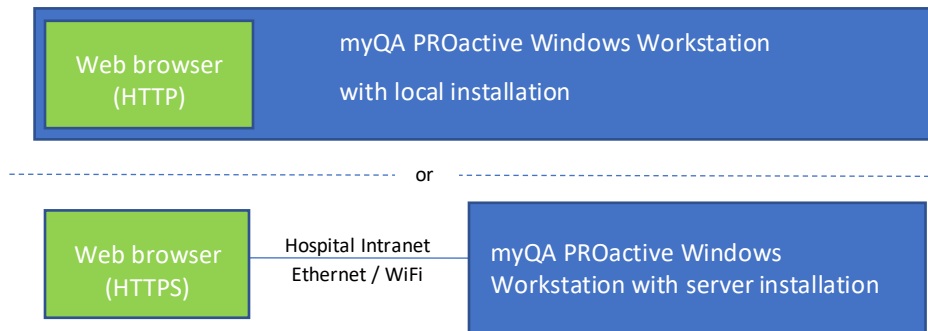 Web browser
(HTTP)
myQA PROactive Windows Workstation
with local installation
or
Web browser
(HTTPS)
Hospital Intranet
Ethernet / WiFi
myQA PROactive Windows
Workstation with server installation